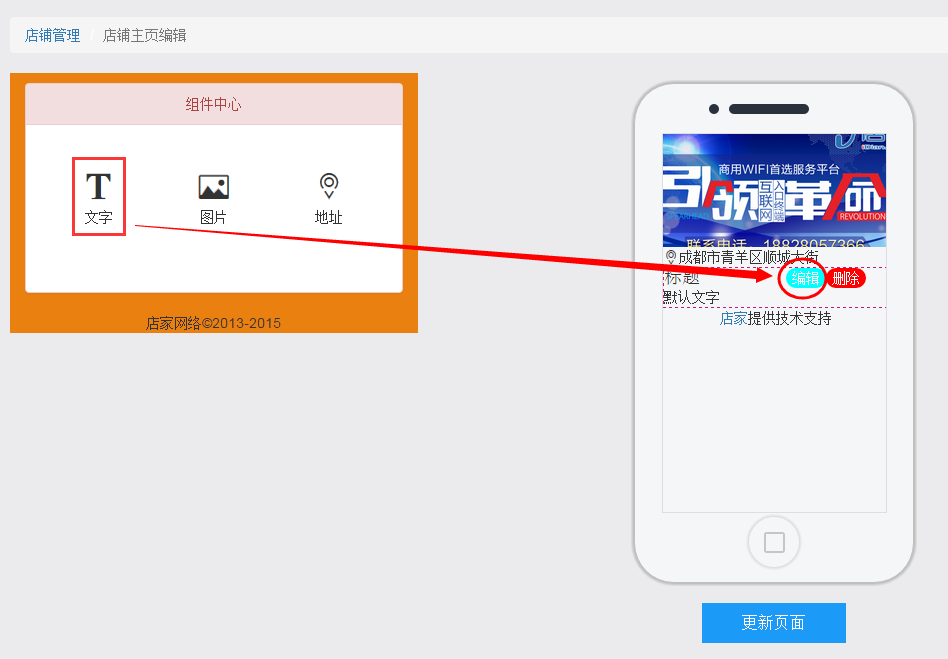 店铺管理 / 店铺主页编辑
组件中心
T
文字
图片
地址
店家网络©2013-2015
商用WIFI首选服务平台
引领
互联网
入口终端
革命
REVOLUTION
联系电话 18828057366
成都市青羊区顺城大街
标题
编辑
删除
默认文字
店家提供技术支持
更新页面